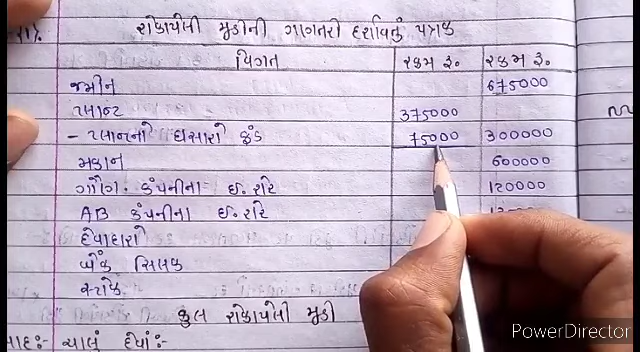 રોકાયેલી મૂડીની ગણતરી દર્શાવતું પત્રક
વિગત રકમ રૂ. રકમ રૂ.
જમીન 675000
પ્લાન્ટ 375000
- પ્લાન્ટનો ઘસારો ફંડ 75000 300000
મકાન 600000
ગૌણ કંપનીના ઈ. શેર 120000
AB કંપનીના ઈ. શેર
દેવાદારો
બેંક સિલક
સ્ટોક
કુલ રોકાયેલી મૂડી
બાદ:- ચાલું દેવાં:-
PowerDirector